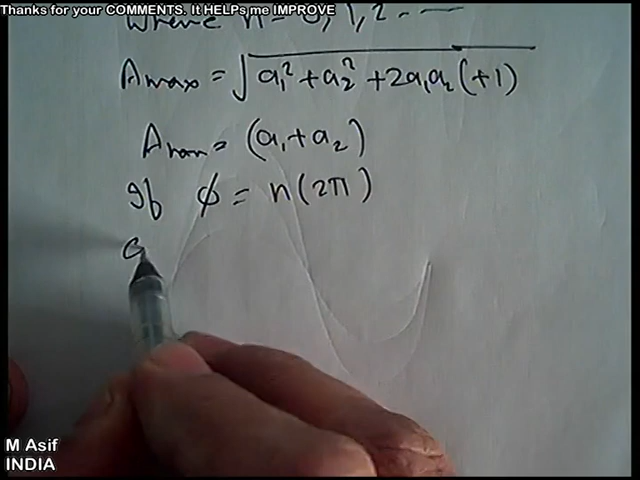 Thanks for your COMMENTS. It HELPs me IMPROVE
Where n = 0, 1, 2 - - -
Amax = √a₁² + a₂² + 2a₁a₂ (+1)
Amax = (a₁ + a₂)
If ϕ = n(2π)
M Asif
INDIA